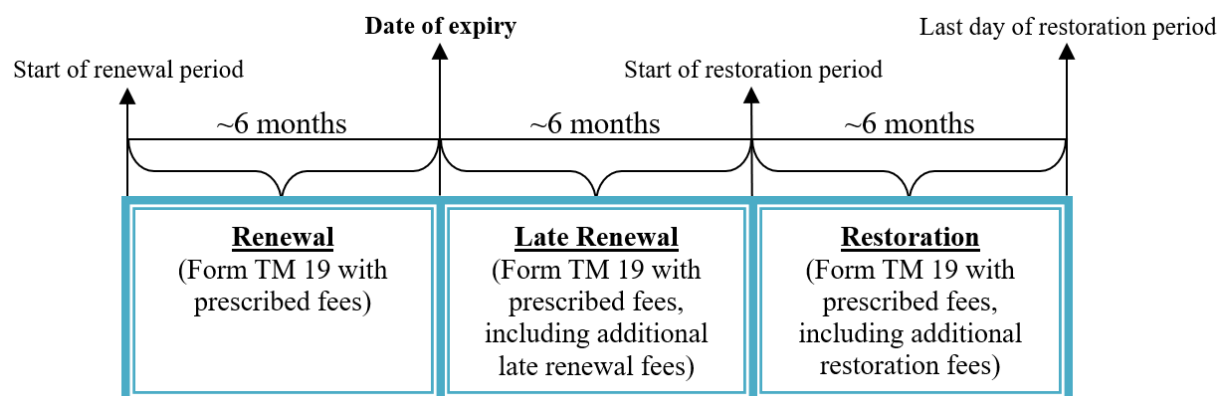 Date of expiry
Last day of restoration period
Start of renewal period
Start of restoration period
~6 months
~6 months
~6 months
Renewal
(Form TM 19 with
prescribed fees)
Late Renewal
(Form TM 19 with
prescribed fees,
including additional
late renewal fees)
Restoration
(Form TM 19 with
prescribed fees,
including additional
restoration fees)